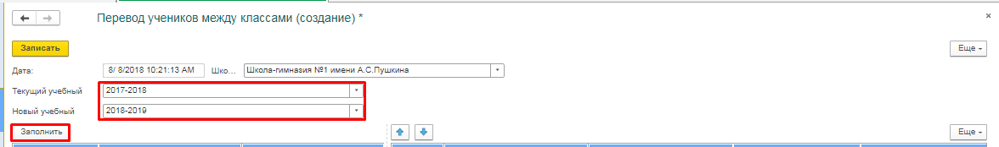 Перевод учеников между классами (создание) *
Записать
Еще
Дата: 8/ 8/2018 10:21:13 AM Шко... Школа-гимназия №1 имени А.С.Пушкина
Текущий учебный 2017-2018
Новый учебный 2018-2019
Заполнить
Еще